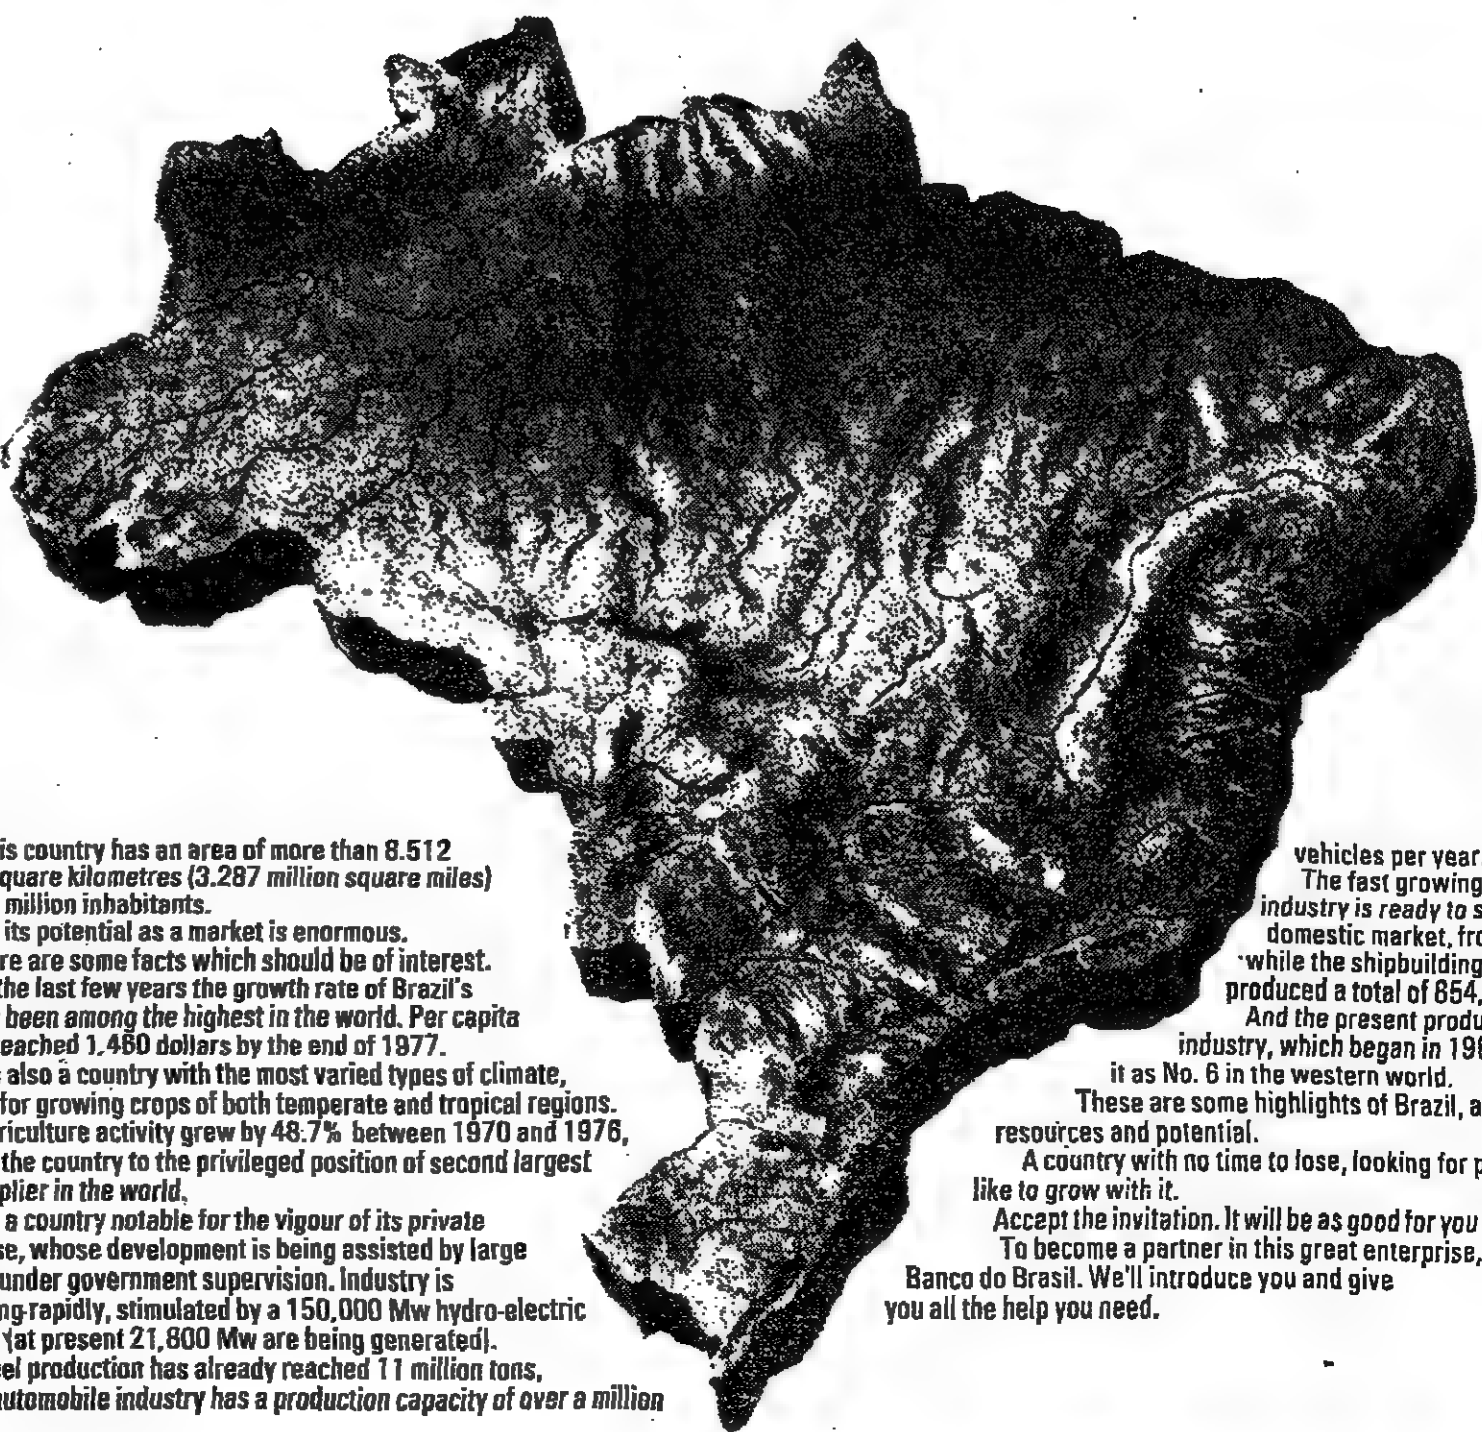 is country has an area of more than 8.512
quare kilometres (3.287 million square miles)
million inhabitants.
its potential as a market is enormous.
re are some facts which should be of interest.
the last few years the growth rate of Brazil's
been among the highest in the world. Per capita
eached 1.460 dollars by the end of 1977.
also a country with the most varied types of climate,
for growing crops of both temperate and tropical regions.
riculture activity grew by 48.7% between 1970 and 1976,
the country to the privileged position of second largest
plier in the world.
a country notable for the vigour of its private
se, whose development is being assisted by large
under government supervision. Industry is
ng rapidly, stimulated by a 150,000 Mw hydro-electric
(at present 21,800 Mw are being generated).
el production has already reached 11 million tons,
automobile industry has a production capacity of over a million
vehicles per year
The fast growing
industry is ready to s
domestic market, fro
while the shipbuilding
produced a total of 854,
And the present produ
industry, which began in 19
it as No. 6 in the western world.
These are some highlights of Brazil, a
resources and potential.
A country with no time to lose, looking for p
like to grow with it.
Accept the invitation. It will be as good for you
To become a partner in this great enterprise,
Banco do Brasil. We'll introduce you and give
you all the help you need.